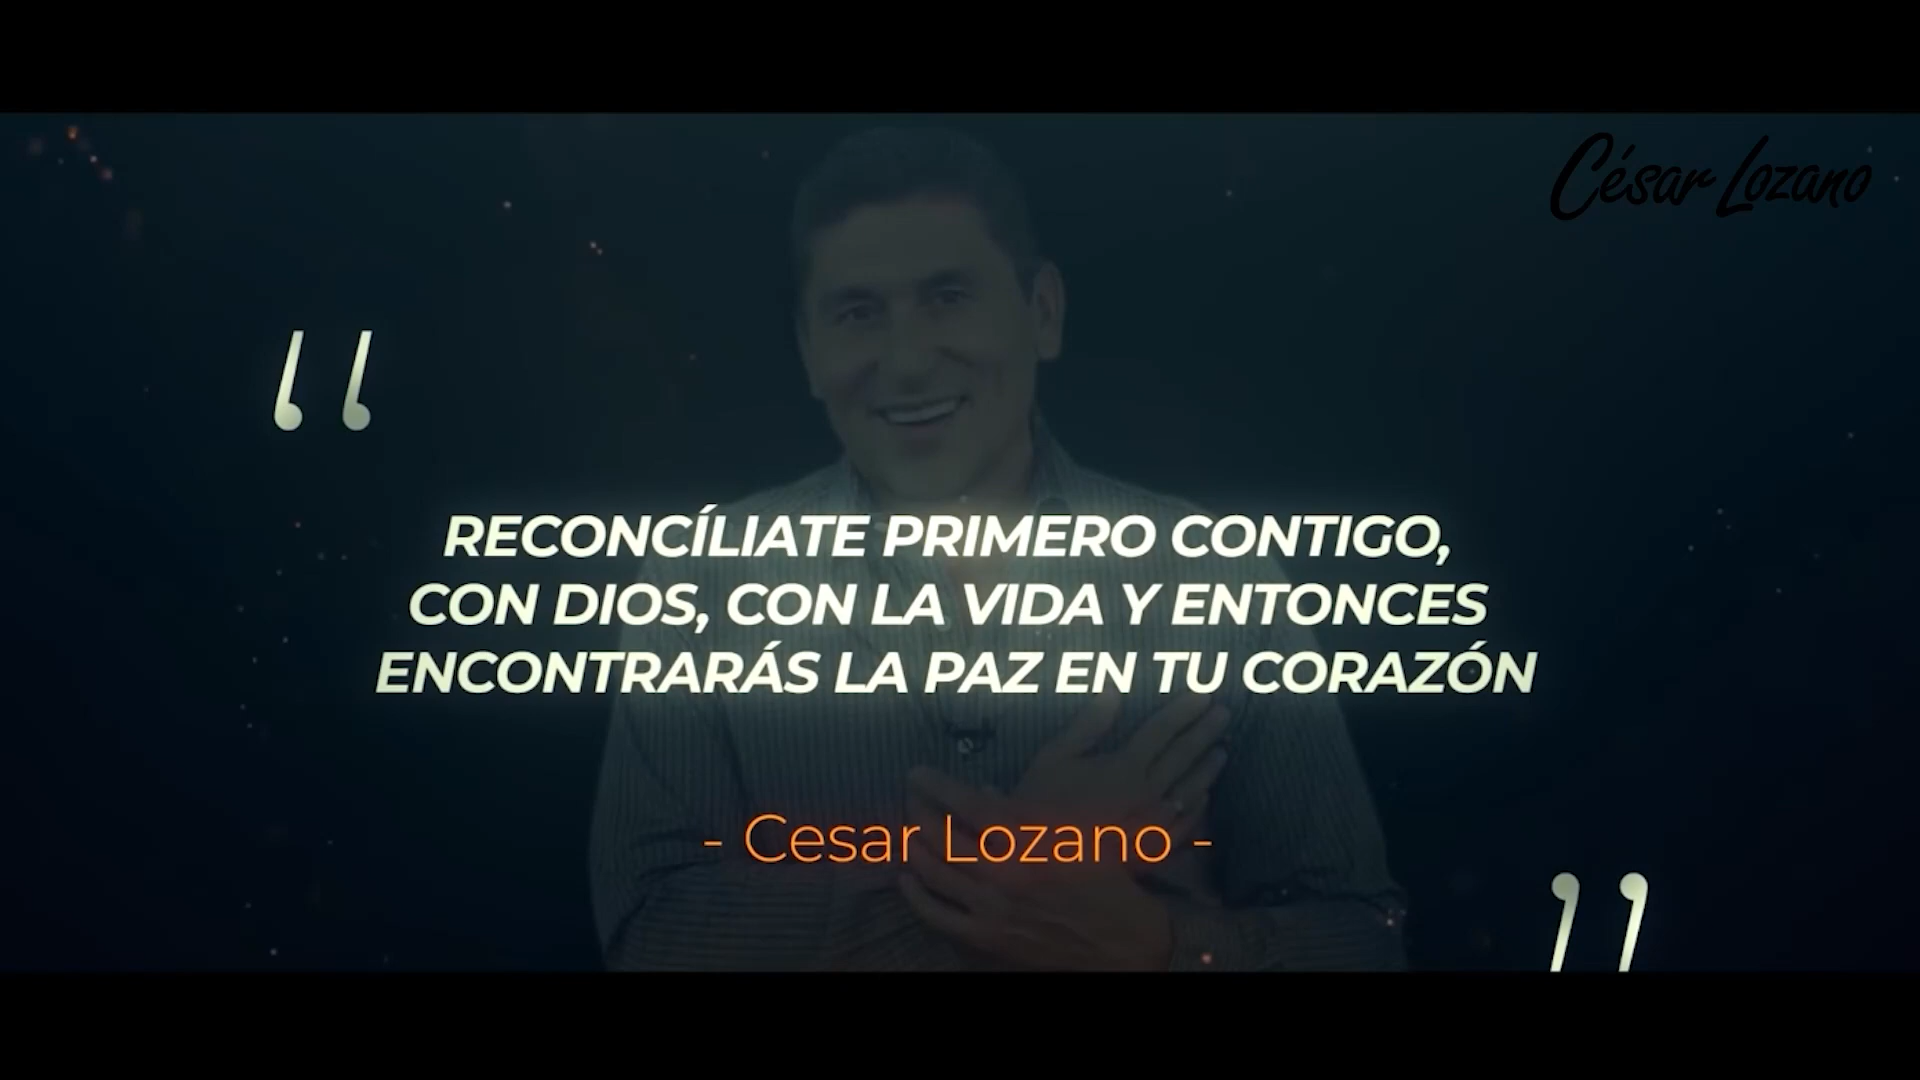 César Lozano
“
RECONCÍLIATE PRIMERO CONTIGO,
CON DIOS, CON LA VIDA Y ENTONCES
ENCONTRARÁS LA PAZ EN TU CORAZÓN
- Cesar Lozano -
”